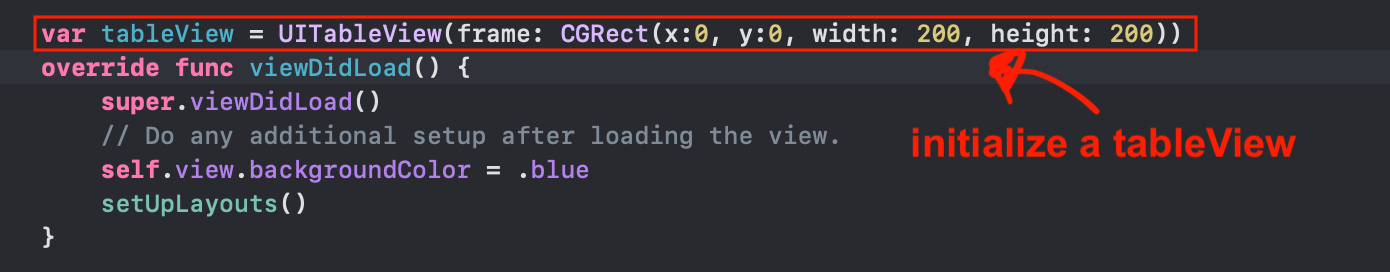 var tableView = UITableView(frame: CGRect(x:0, y:0, width: 200, height: 200))
override func viewDidLoad() {
    super.viewDidLoad()
    // Do any additional setup after loading the view.
    self.view.backgroundColor = .blue
    setUpLayouts()
}
initialize a tableView